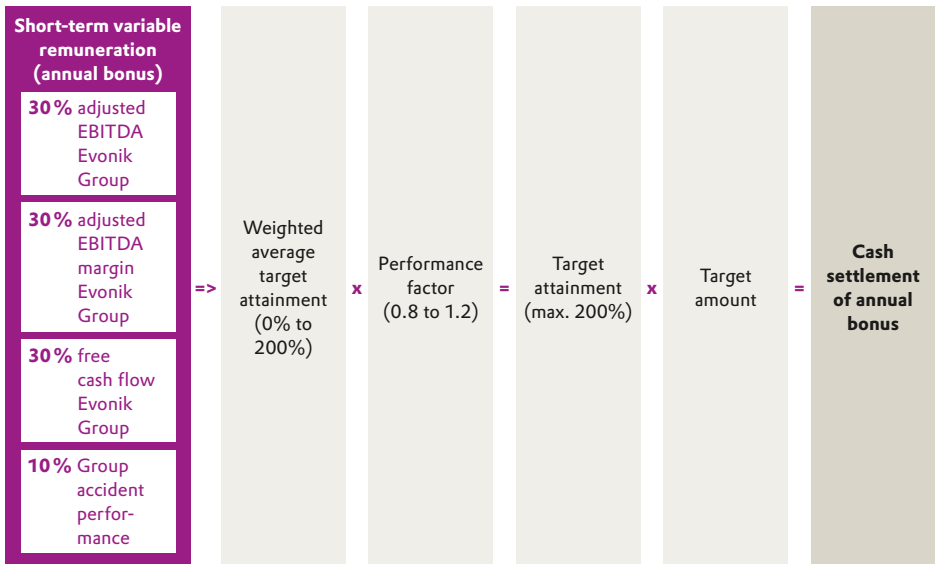 Short-term variable
remuneration
(annual bonus)
30 % adjusted
EBITDA
Evonik
Group
30 % adjusted
EBITDA
margin
Evonik
Group
30 % free
cash flow
Evonik
Group
10 % Group
accident
perfor-
mance
=>
Weighted
average
target
attainment
(0% to
200%)
x
Performance
factor
(0.8 to 1.2)
=
Target
attainment
(max. 200%)
x
Target
amount
=
Cash
settlement
of annual
bonus